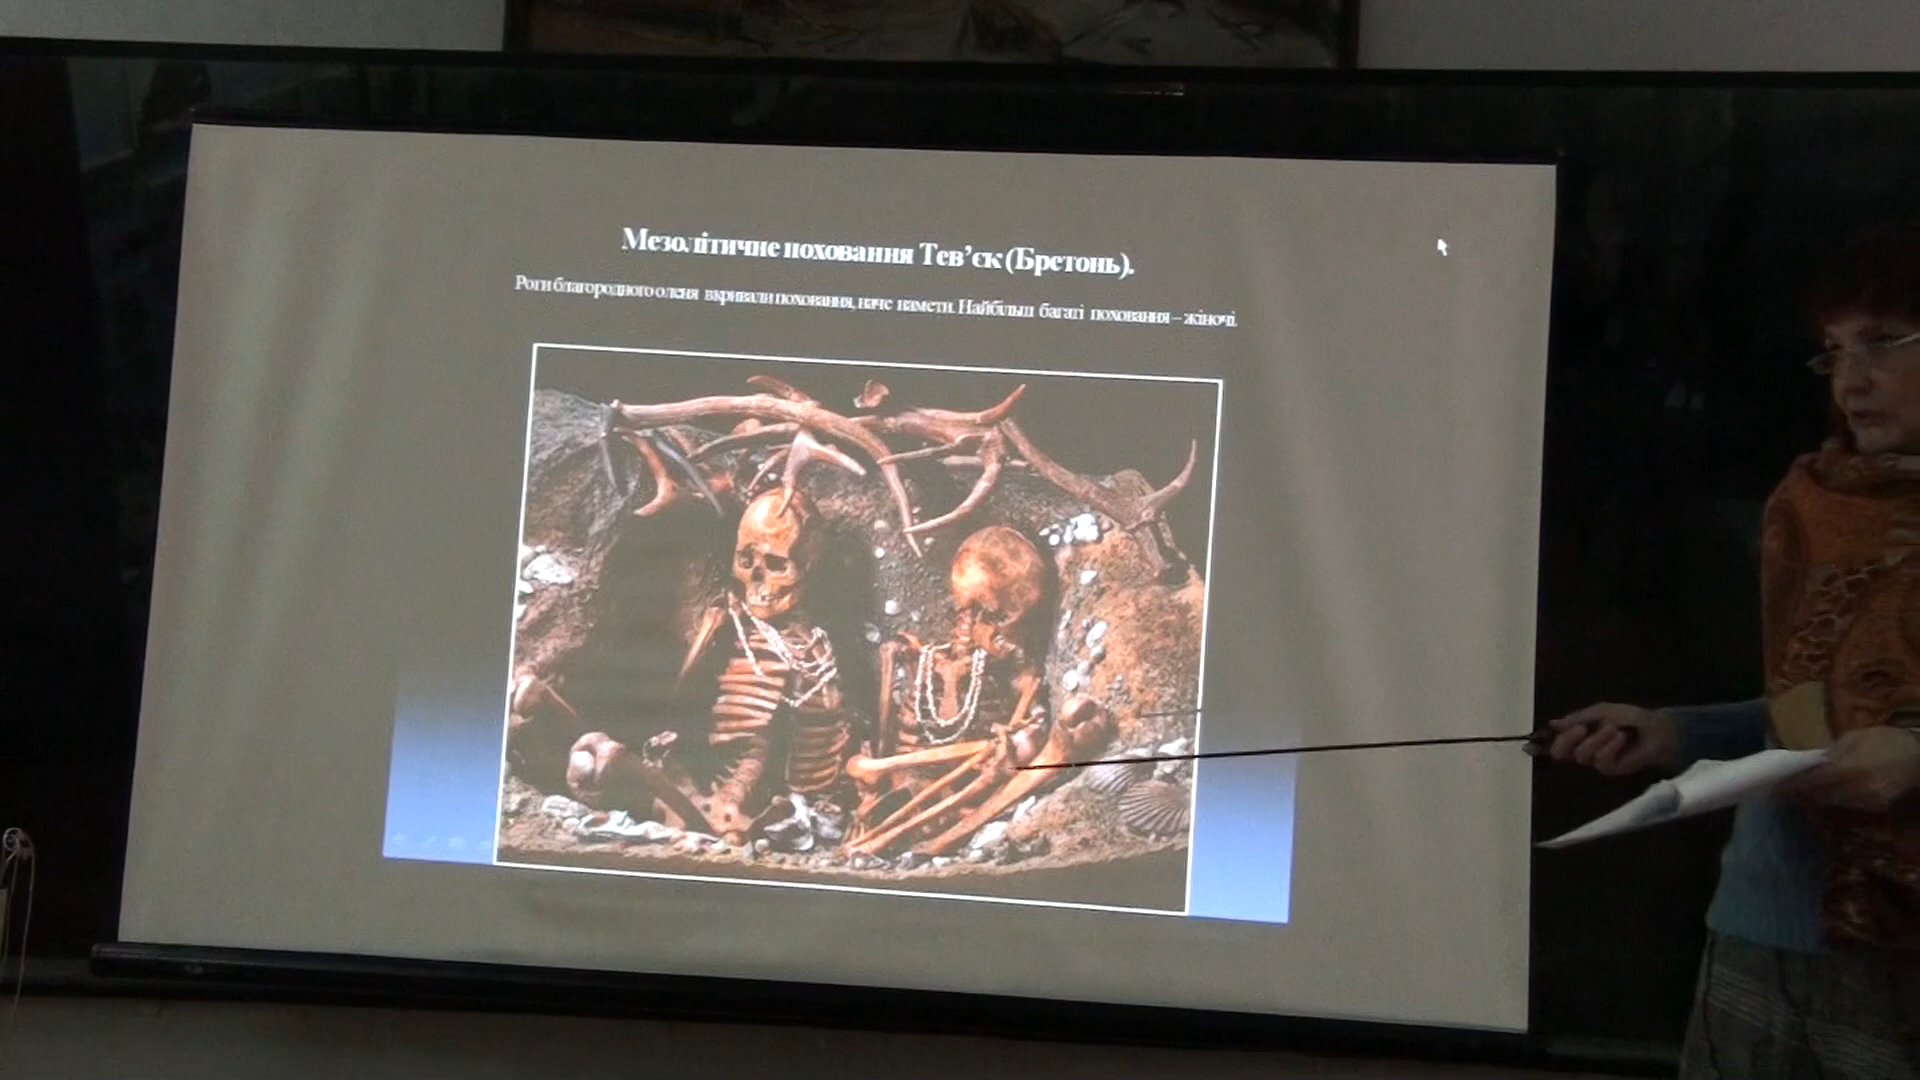 Мезолітичне поховання Тев’єк (Бретонь).
Роги благородного оленя вкривали поховання, наче намети. Найбільш багаті поховання – жіночі.